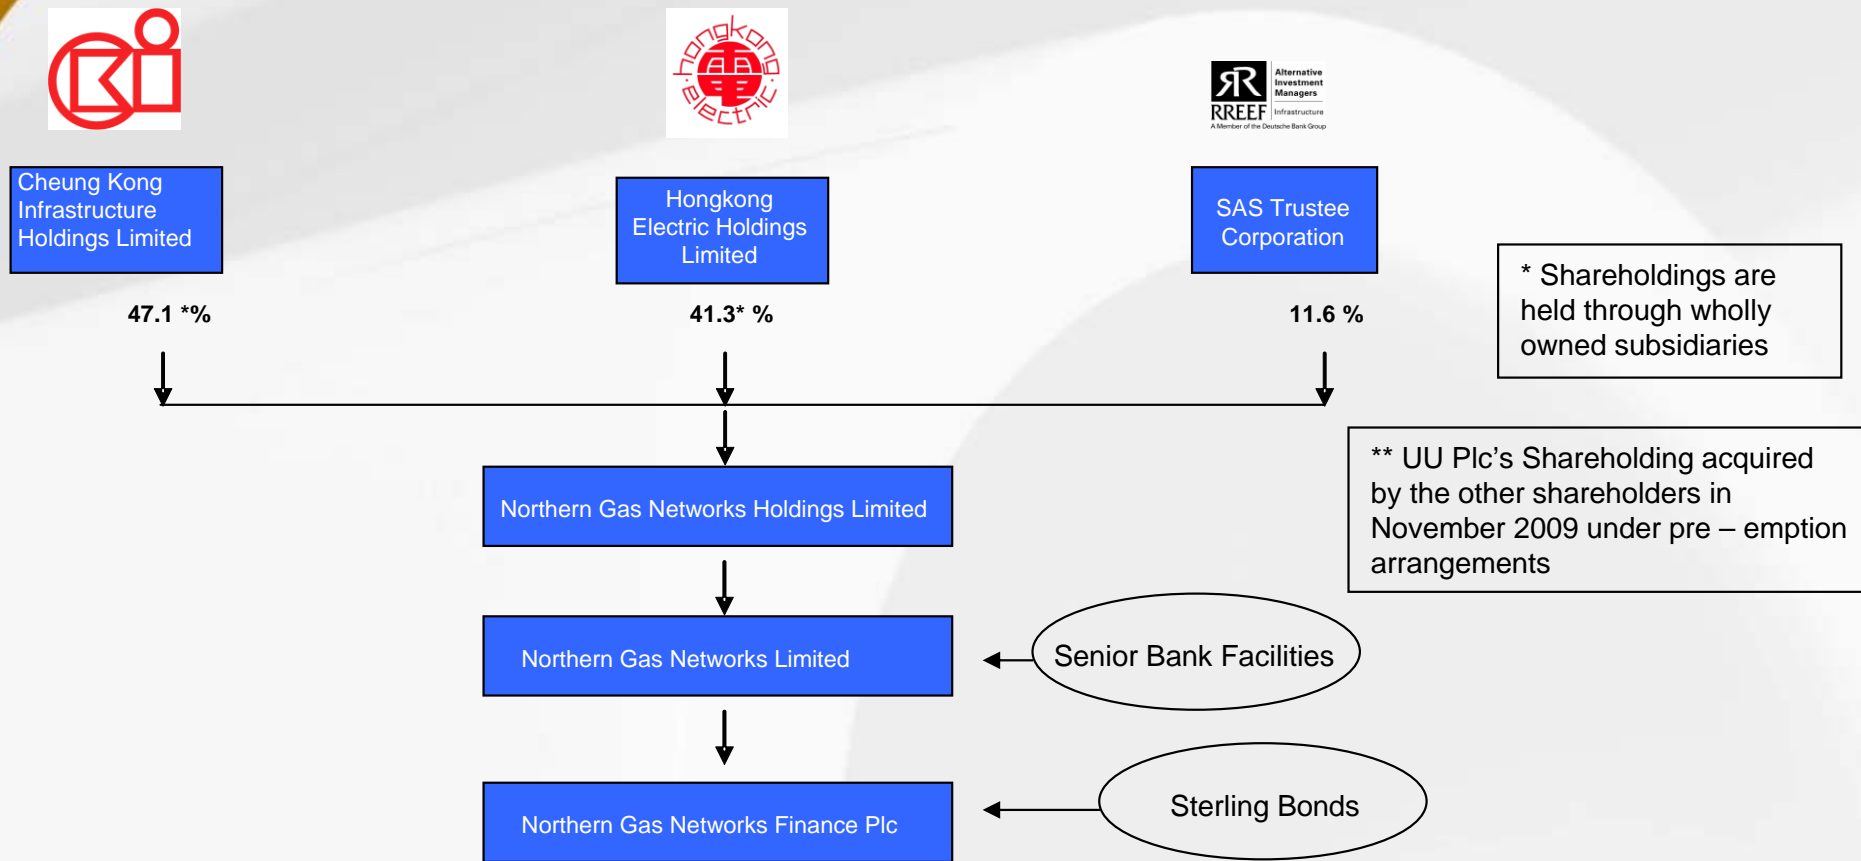 CKi
hongkong
電
electric
RR
RREEF
Alternative
Investment
Managers
Infrastructure
A Member of the Deutsche Bank Group
Cheung Kong
Infrastructure
Holdings Limited
Hongkong
Electric Holdings
Limited
SAS Trustee
Corporation
47.1 *%
41.3* %
11.6 %
* Shareholdings are
held through wholly
owned subsidiaries
** UU Plc’s Shareholding acquired
by the other shareholders in
November 2009 under pre – emption
arrangements
Northern Gas Networks Holdings Limited
Northern Gas Networks Limited
Senior Bank Facilities
Northern Gas Networks Finance Plc
Sterling Bonds